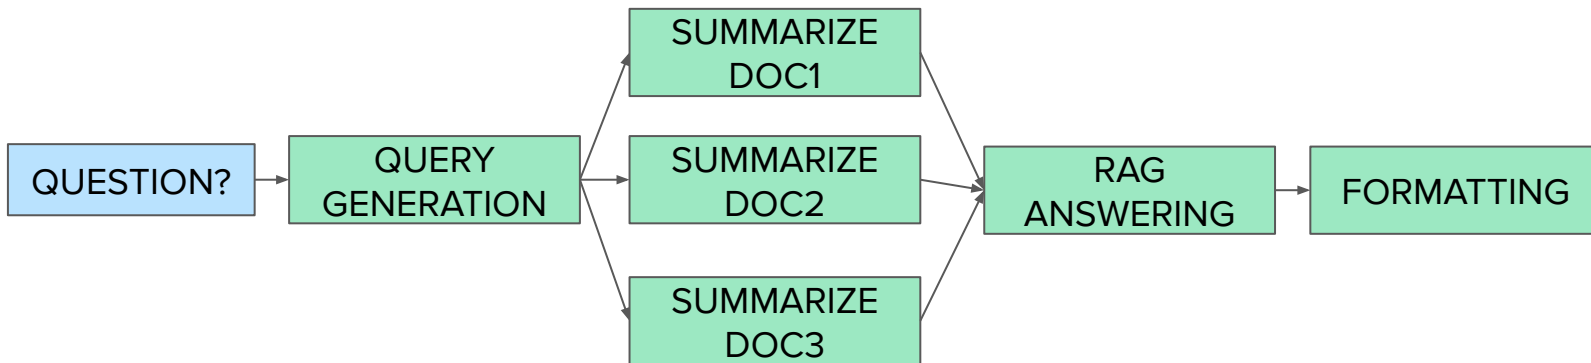 QUESTION?
QUERY
GENERATION
SUMMARIZE
DOC1
SUMMARIZE
DOC2
SUMMARIZE
DOC3
RAG
ANSWERING
FORMATTING